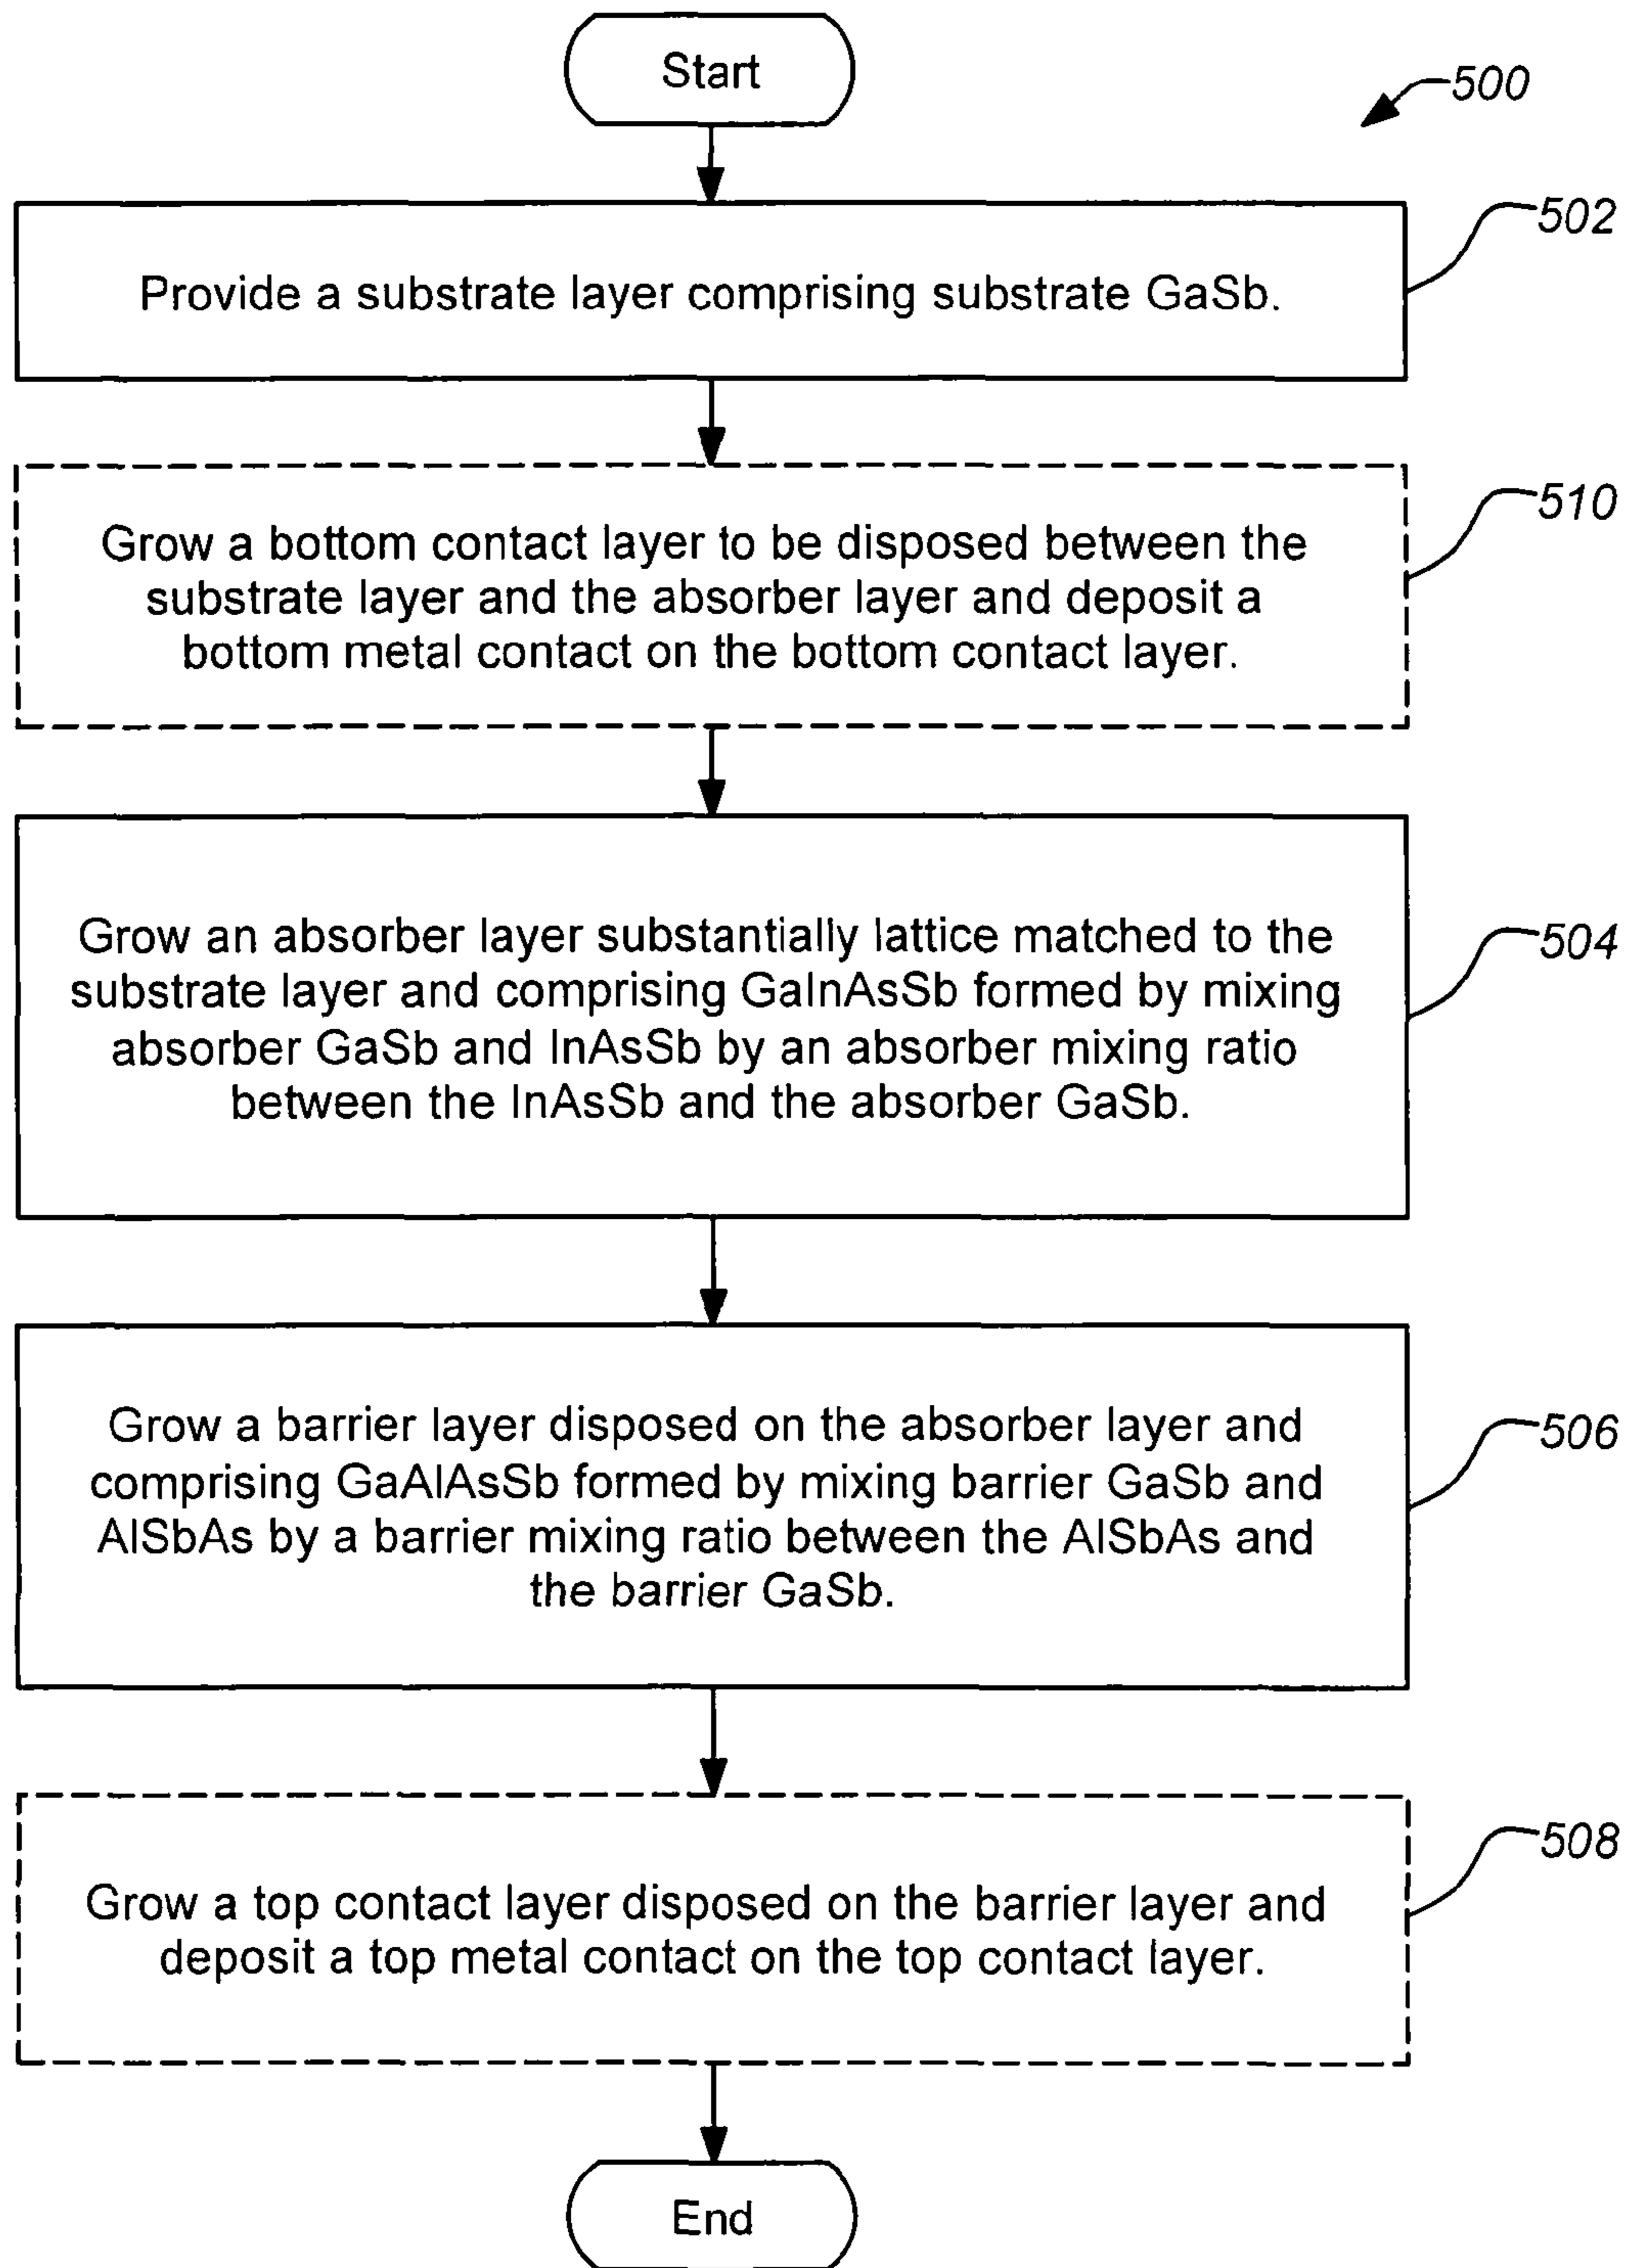 Start
500
502
Provide a substrate layer comprising substrate GaSb.
510
Grow a bottom contact layer to be disposed between the
substrate layer and the absorber layer and deposit a
bottom metal contact on the bottom contact layer.
504
Grow an absorber layer substantially lattice matched to the
substrate layer and comprising GaInAsSb formed by mixing
absorber GaSb and InAsSb by an absorber mixing ratio
between the InAsSb and the absorber GaSb.
506
Grow a barrier layer disposed on the absorber layer and
comprising GaAlAsSb formed by mixing barrier GaSb and
AlSbAs by a barrier mixing ratio between the AlSbAs and
the barrier GaSb.
508
Grow a top contact layer disposed on the barrier layer and
deposit a top metal contact on the top contact layer.
End